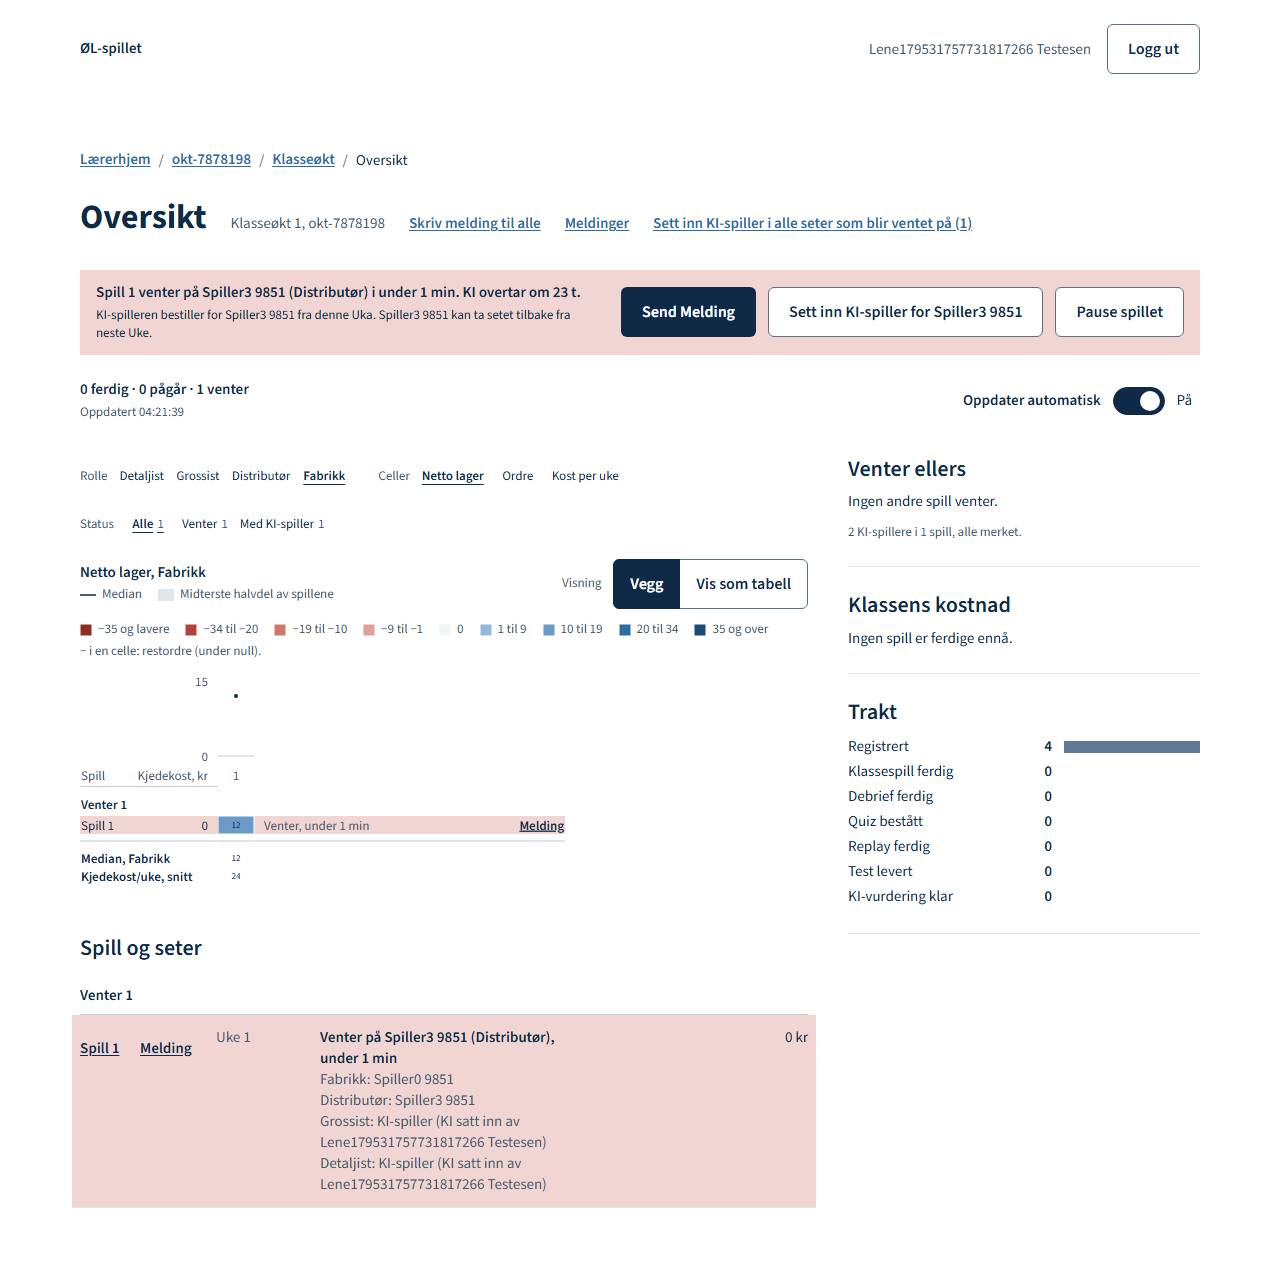 ØL-spillet
Lene179531757731817266 Testesen
Logg ut
Lærerhjem / okt-7878198 / Klasseøkt / Oversikt
Oversikt
Klasseøkt 1, okt-7878198
Skriv melding til alle
Meldinger
Sett inn KI-spiller i alle seter som blir ventet på (1)
Spill 1 venter på Spiller3 9851 (Distributør) i under 1 min. KI overtar om 23 t.
KI-spilleren bestiller for Spiller3 9851 fra denne Uka. Spiller3 9851 kan ta setet tilbake fra
neste Uke.
Send Melding
Sett inn KI-spiller for Spiller3 9851
Pause spillet
0 ferdig · 0 pågår · 1 venter
Oppdatert 04:21:39
Oppdater automatisk
På
Rolle Detaljist Grossist Distributør Fabrikk Celler Netto lager Ordre Kost per uke
Status Alle 1 Venter 1 Med KI-spiller 1
Netto lager, Fabrikk
Median Midterste halvdel av spillene
Visning
Vegg
Vis som tabell
−35 og lavere −34 til −20 −19 til −10 −9 til −1 0 1 til 9 10 til 19 20 til 34 35 og over
− i en celle: restordre (under null).
15
0
Spill Kjedekost, kr 1
Venter 1
Spill 1 0 12 Venter, under 1 min Melding
Median, Fabrikk 12
Kjedekost/uke, snitt 24
Venter ellers
Ingen andre spill venter.
2 KI-spillere i 1 spill, alle merket.
Klassens kostnad
Ingen spill er ferdige ennå.
Trakt
Registrert 4
Klassespill ferdig 0
Debrief ferdig 0
Quiz bestått 0
Replay ferdig 0
Test levert 0
KI-vurdering klar 0
Spill og seter
Venter 1
Spill 1 Melding Uke 1
Venter på Spiller3 9851 (Distributør),
under 1 min
Fabrikk: Spiller0 9851
Distributør: Spiller3 9851
Grossist: KI-spiller (KI satt inn av
Lene179531757731817266 Testesen)
Detaljist: KI-spiller (KI satt inn av
Lene179531757731817266 Testesen)
0 kr